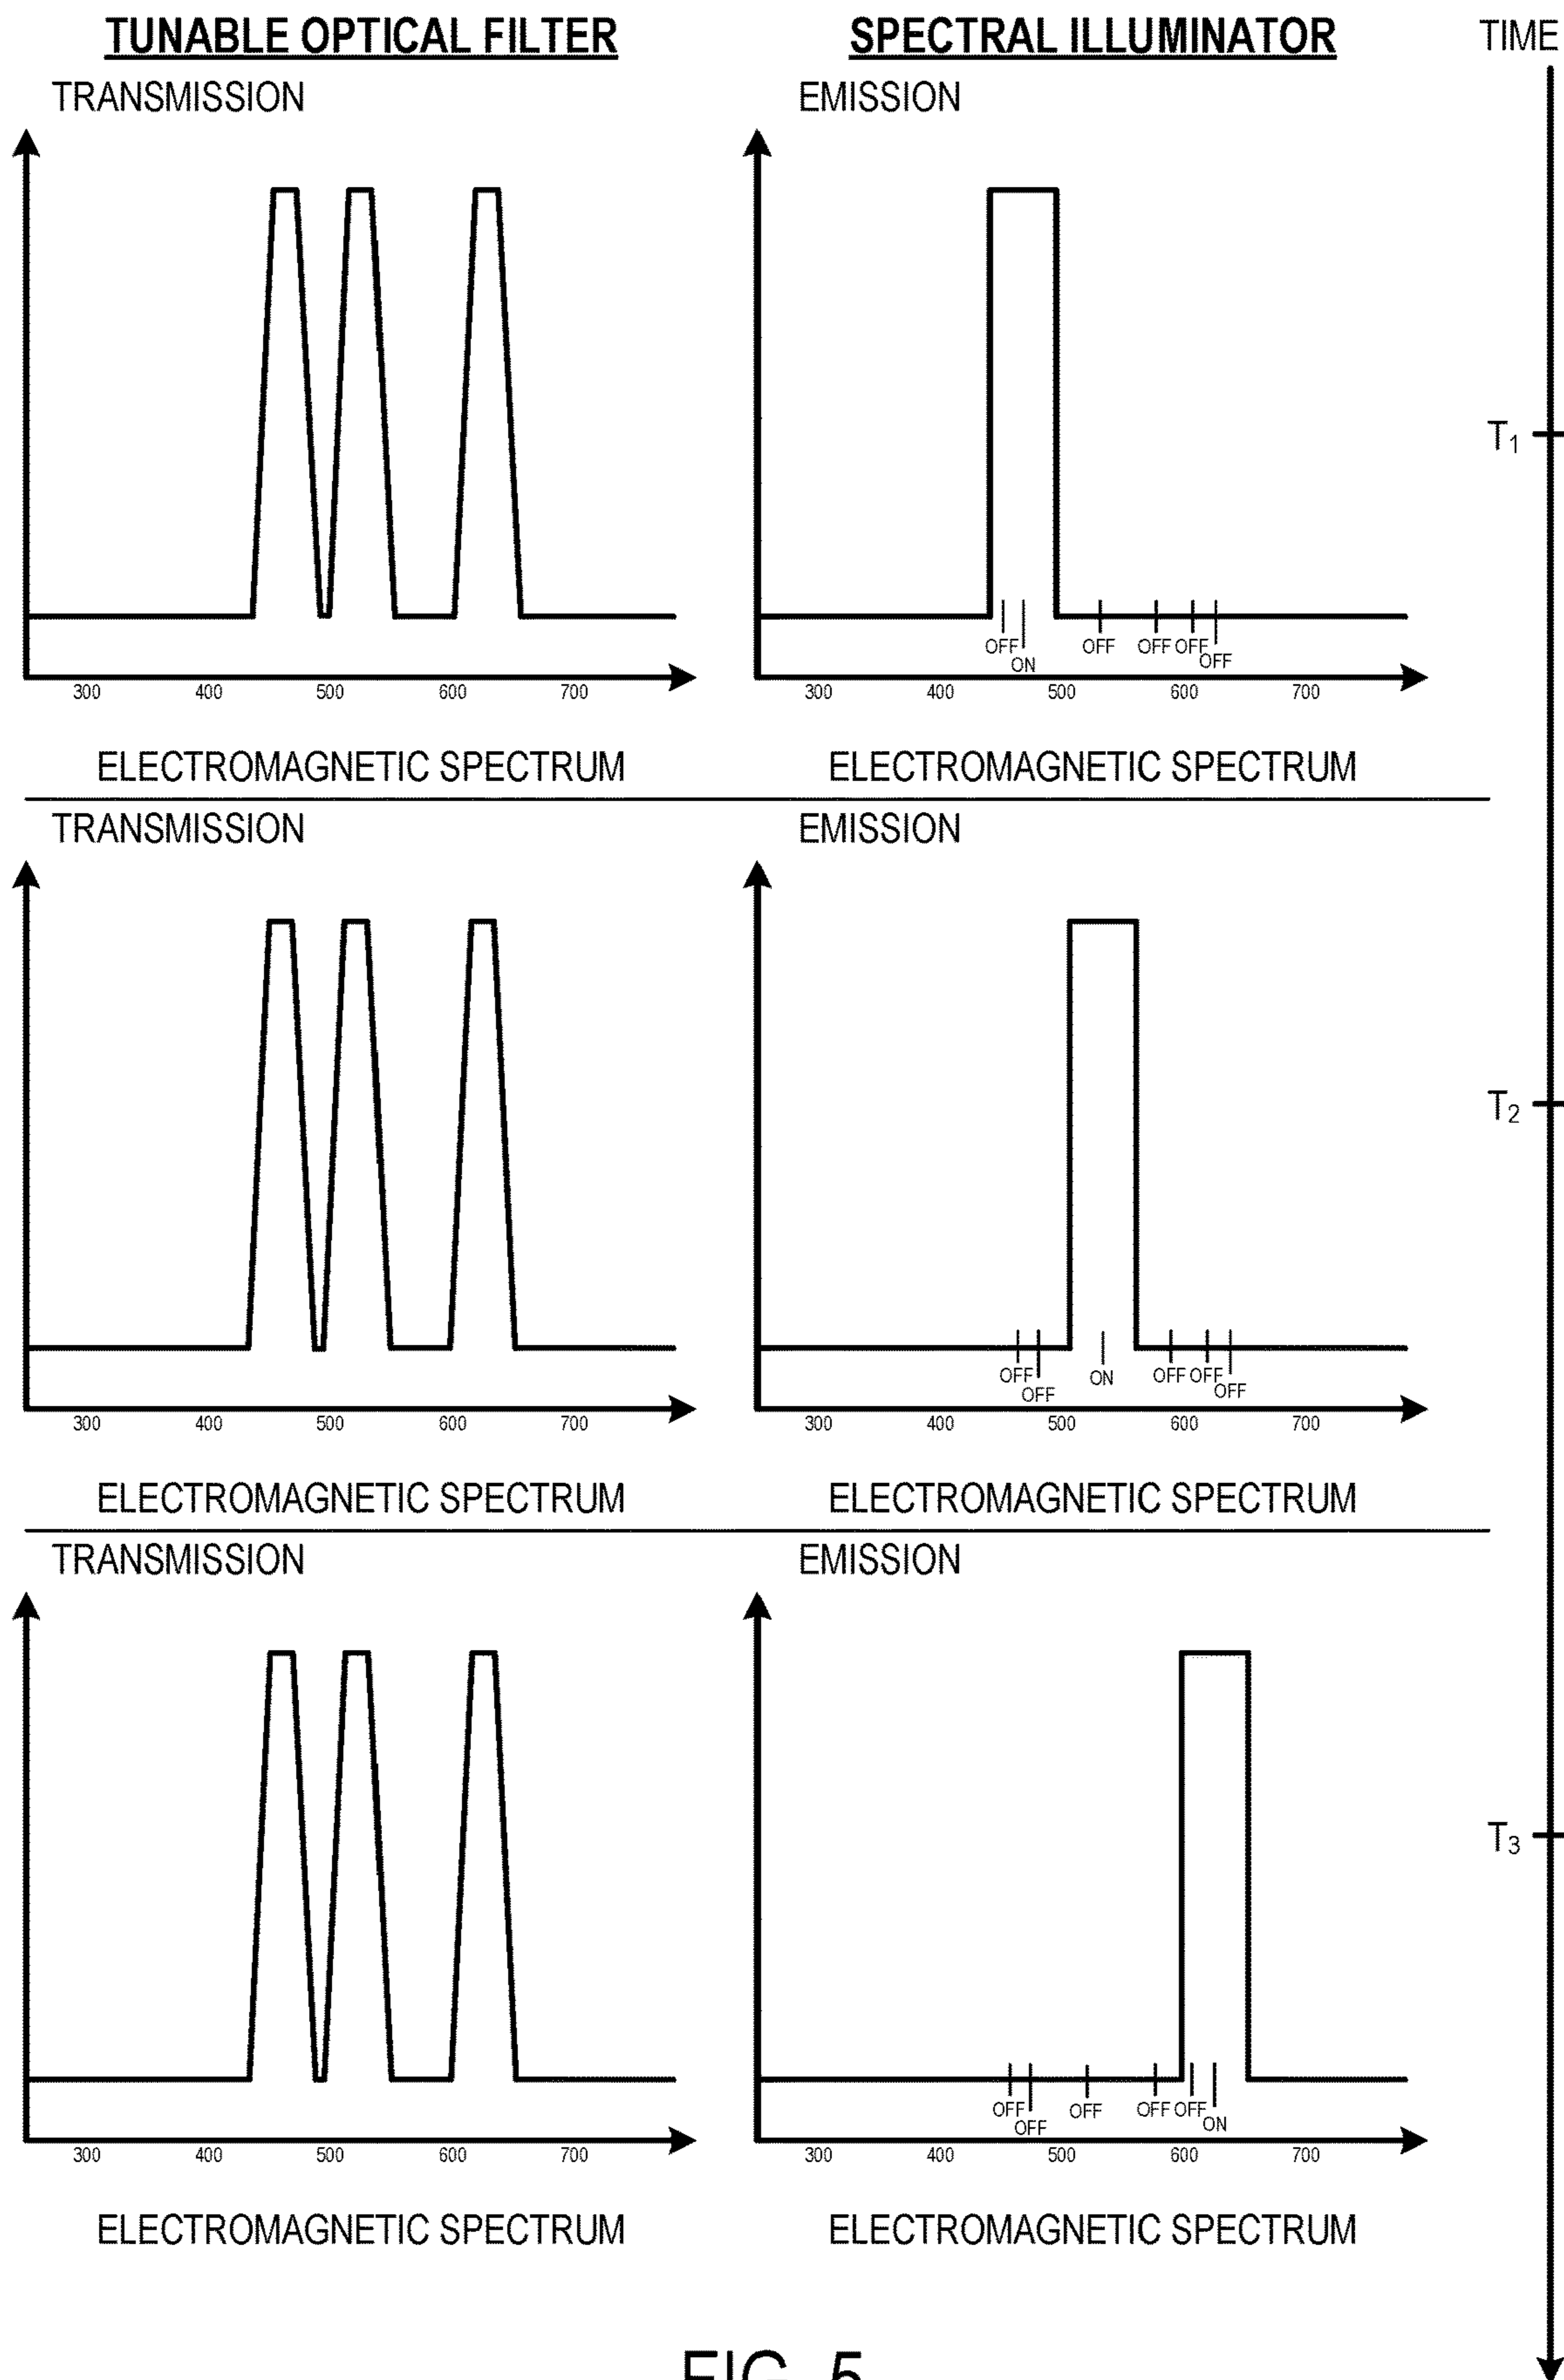 TUNABLE OPTICAL FILTER SPECTRAL ILLUMINATOR TIME
TRANSMISSION EMISSION
T1
OFF OFF OFF OFF
ON OFF
300 400 500 600 700 300 400 500 600 700
ELECTROMAGNETIC SPECTRUM ELECTROMAGNETIC SPECTRUM
TRANSMISSION EMISSION
T2
OFF ON OFF OFF
OFF OFF
300 400 500 600 700 300 400 500 600 700
ELECTROMAGNETIC SPECTRUM ELECTROMAGNETIC SPECTRUM
TRANSMISSION EMISSION
T3
OFF OFF OFF OFF
OFF ON
300 400 500 600 700 300 400 500 600 700
ELECTROMAGNETIC SPECTRUM ELECTROMAGNETIC SPECTRUM
FIG. 5